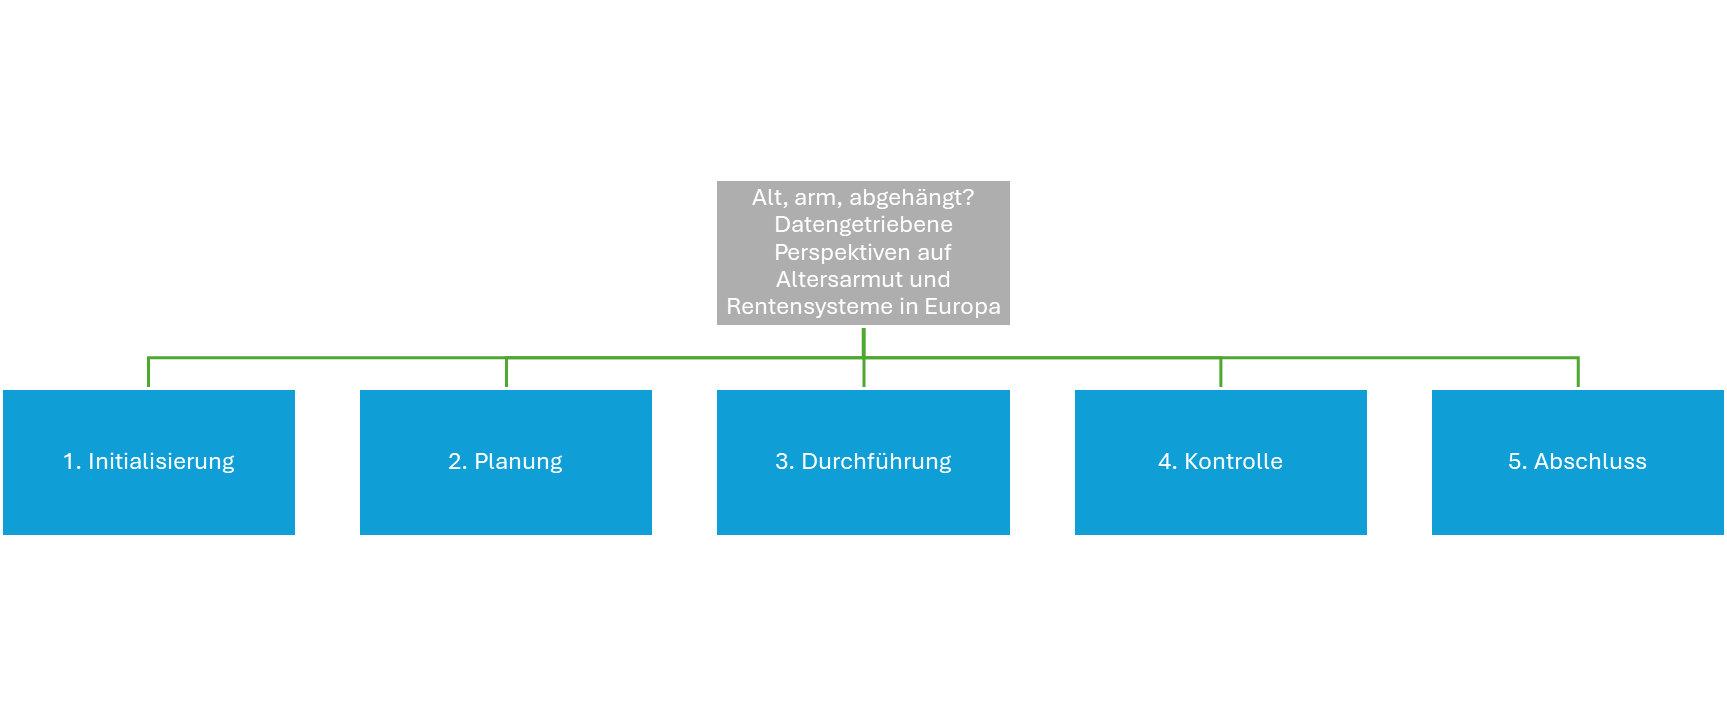 Alt, arm, abgehängt?
Datengetriebene
Perspektiven auf
Altersarmut und
Rentensysteme in Europa
1. Initialisierung
2. Planung
3. Durchführung
4. Kontrolle
5. Abschluss